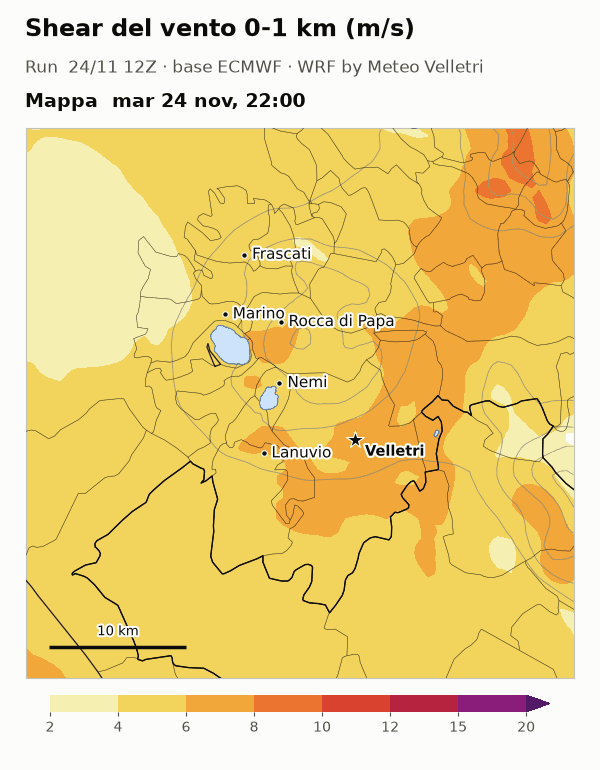 Shear del vento 0-1 km (m/s)
Run  24/11 12Z · base ECMWF · WRF by Meteo Velletri
Mappa  mar 24 nov, 22:00
Frascati
Marino
Rocca di Papa
Nemi
Velletri
Lanuvio
10 km
2 4 6 8 10 12 15 20